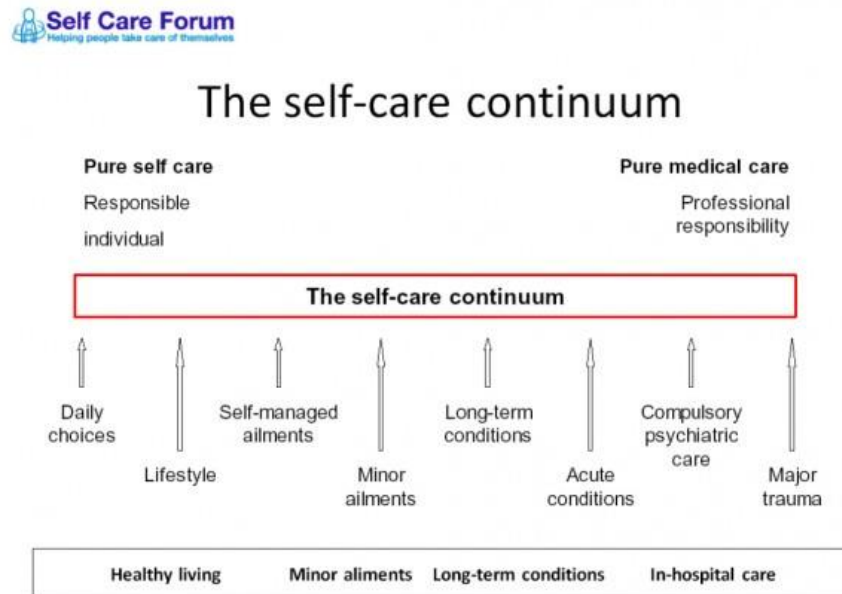 Self Care Forum
Helping people take care of themselves
The self-care continuum
Pure self care
Responsible
individual
Pure medical care
Professional
responsibility
The self-care continuum
Daily
choices
Lifestyle
Self-managed
ailments
Minor
ailments
Long-term
conditions
Acute
conditions
Compulsory
psychiatric
care
Major
trauma
Healthy living
Minor aliments
Long-term conditions
In-hospital care